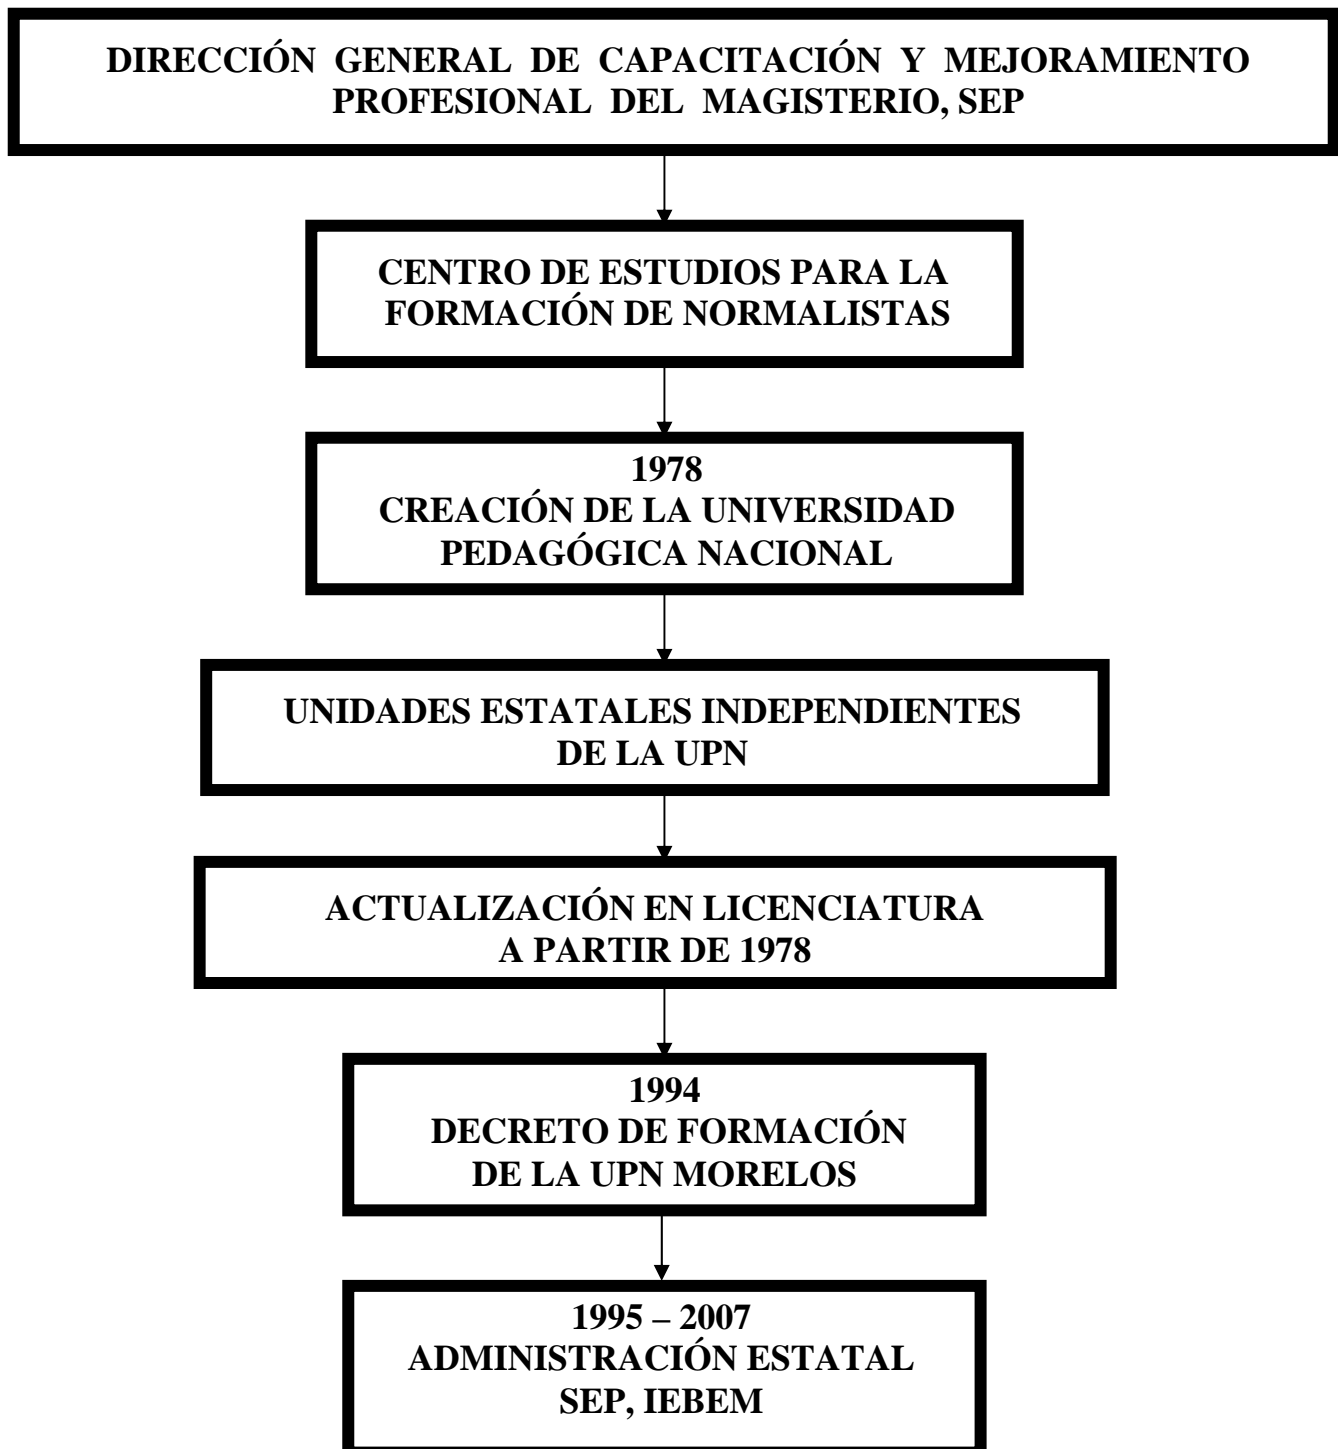 DIRECCIÓN GENERAL DE CAPACITACIÓN Y MEJORAMIENTO
PROFESIONAL DEL MAGISTERIO, SEP
CENTRO DE ESTUDIOS PARA LA
FORMACIÓN DE NORMALISTAS
1978
CREACIÓN DE LA UNIVERSIDAD
PEDAGÓGICA NACIONAL
UNIDADES ESTATALES INDEPENDIENTES
DE LA UPN
ACTUALIZACIÓN EN LICENCIATURA
A PARTIR DE 1978
1994
DECRETO DE FORMACIÓN
DE LA UPN MORELOS
1995 – 2007
ADMINISTRACIÓN ESTATAL
SEP, IEBEM